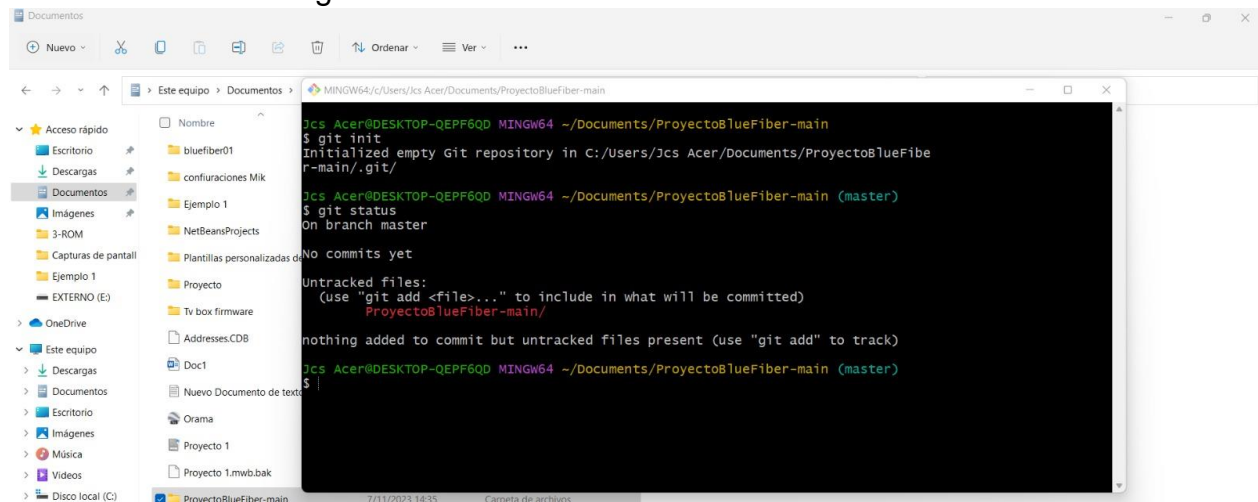 Documentos
Nuevo
Ordenar
Ver
Este equipo > Documentos >
Acceso rápido
Escritorio
Descargas
Documentos
Imágenes
3-ROM
Capturas de pantall
Ejemplo 1
EXTERNO (E:)
OneDrive
Este equipo
Descargas
Documentos
Escritorio
Imágenes
Música
Videos
Disco local (C:)
Nombre
bluefiber01
confiuraciones Mik
Ejemplo 1
NetBeansProjects
Plantillas personalizadas de
Proyecto
Tv box firmware
Addresses.CDB
Doc1
Nuevo Documento de texto
Orama
Proyecto 1
Proyecto 1.mwb.bak
ProyectoBlueFiber-main 7/11/2023 14:35 Carpeta de archivos
MINGW64:/c/Users/Jcs Acer/Documents/ProyectoBlueFiber-main
Jcs Acer@DESKTOP-QEPF6QD MINGW64 ~/Documents/ProyectoBlueFiber-main
$ git init
Initialized empty Git repository in C:/Users/Jcs Acer/Documents/ProyectoBlueFibe
r-main/.git/
Jcs Acer@DESKTOP-QEPF6QD MINGW64 ~/Documents/ProyectoBlueFiber-main (master)
$ git status
On branch master
No commits yet
Untracked files:
(use "git add <file>..." to include in what will be committed)
ProyectoBlueFiber-main/
nothing added to commit but untracked files present (use "git add" to track)
Jcs Acer@DESKTOP-QEPF6QD MINGW64 ~/Documents/ProyectoBlueFiber-main (master)
$